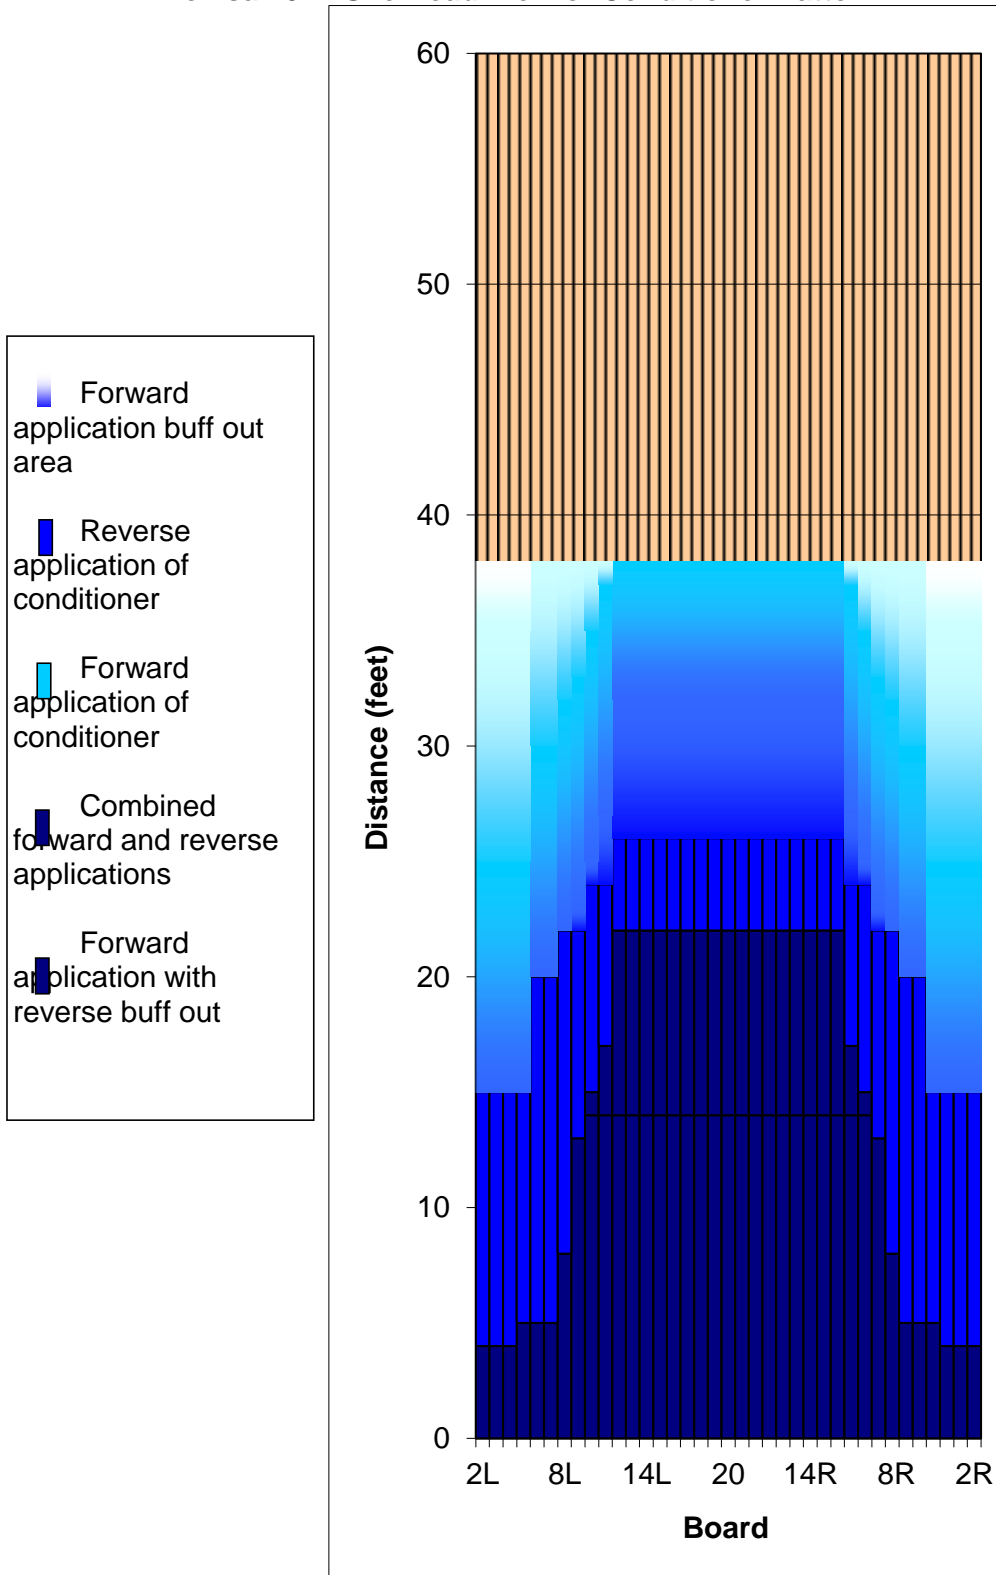 60
50
40
30
20
10
0
Distance (feet)
2L 8L 14L 20 14R 8R 2R
Board
Forward
application buff out
area
Reverse
application of
conditioner
Forward
application of
conditioner
Combined
forward and reverse
applications
Forward
application with
reverse buff out